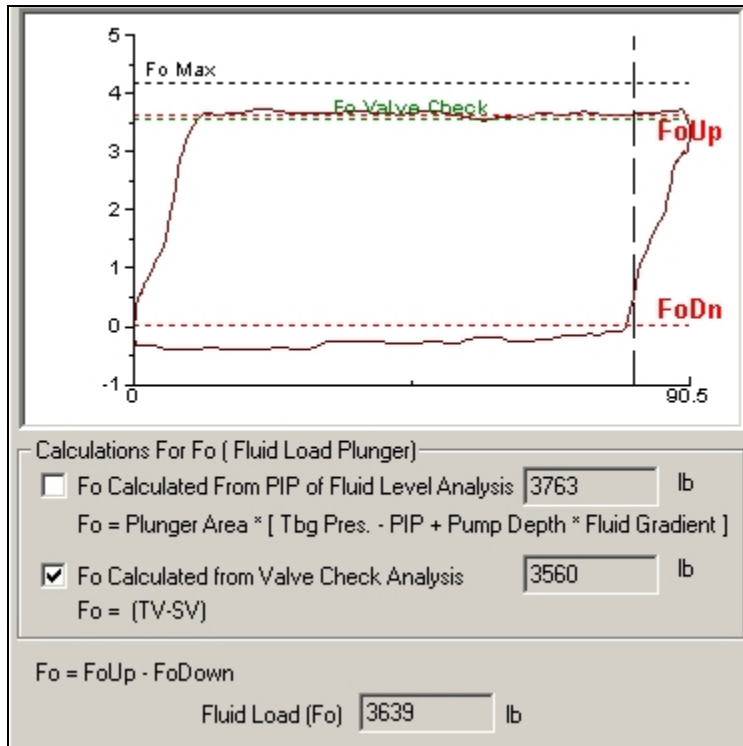 5
Fo Max
4
Fo Valve Check
FoUp
3
2
1
FoDn
0
-1
0
90.5
Calculations For Fo ( Fluid Load Plunger)
Fo Calculated From PIP of Fluid Level Analysis 3763 lb
Fo = Plunger Area * [ Tbg Pres. - PIP + Pump Depth * Fluid Gradient ]
Fo Calculated from Valve Check Analysis 3560 lb
Fo = (TV-SV)
Fo = FoUp - FoDown
Fluid Load (Fo) 3639 lb